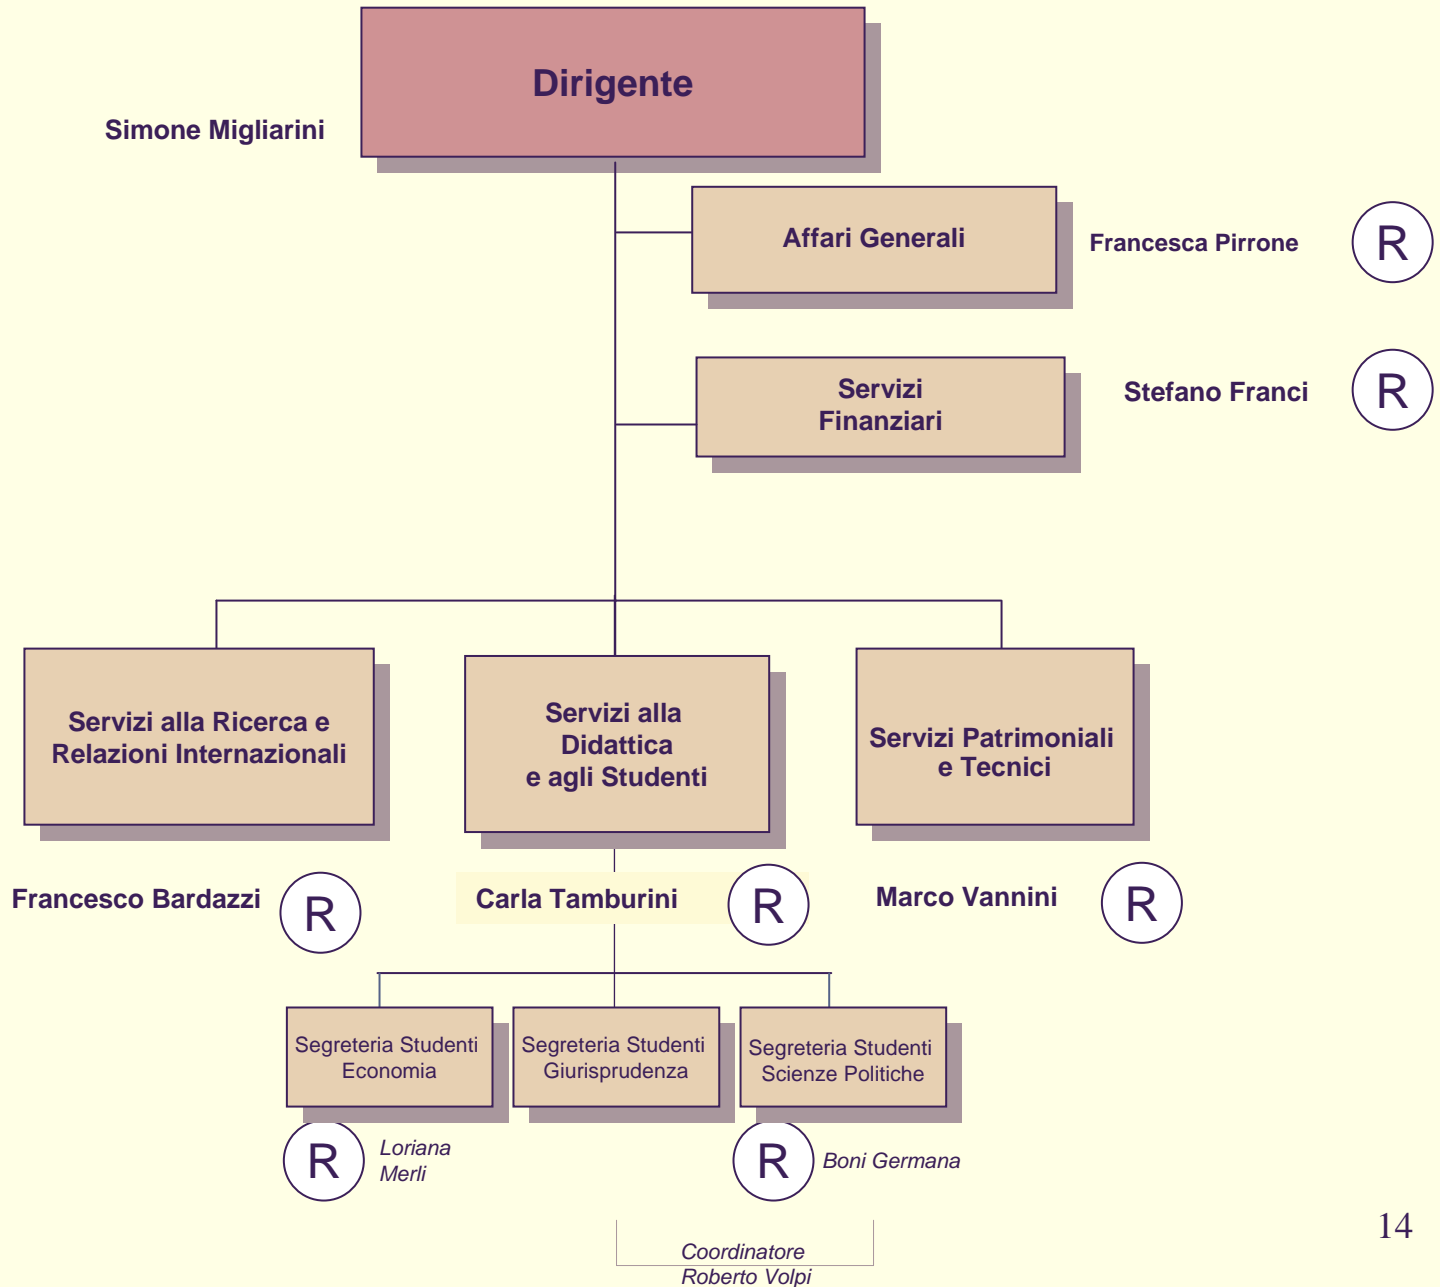 Dirigente
Simone Migliarini
Affari Generali
Francesca Pirrone
R
Servizi
Finanziari
Stefano Franci
R
Servizi alla Ricerca e
Relazioni Internazionali
Servizi alla
Didattica
e agli Studenti
Servizi Patrimoniali
e Tecnici
Francesco Bardazzi
R
Carla Tamburini
R
Marco Vannini
R
Segreteria Studenti
Economia
Segreteria Studenti
Giurisprudenza
Segreteria Studenti
Scienze Politiche
R
Loriana
Merli
R
Boni Germana
Coordinatore
Roberto Volpi
14